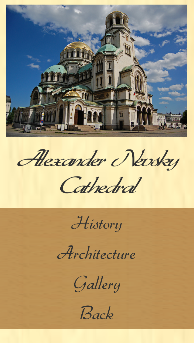 Alexander Nevsky
Cathedral
History
Architecture
Gallery
Back